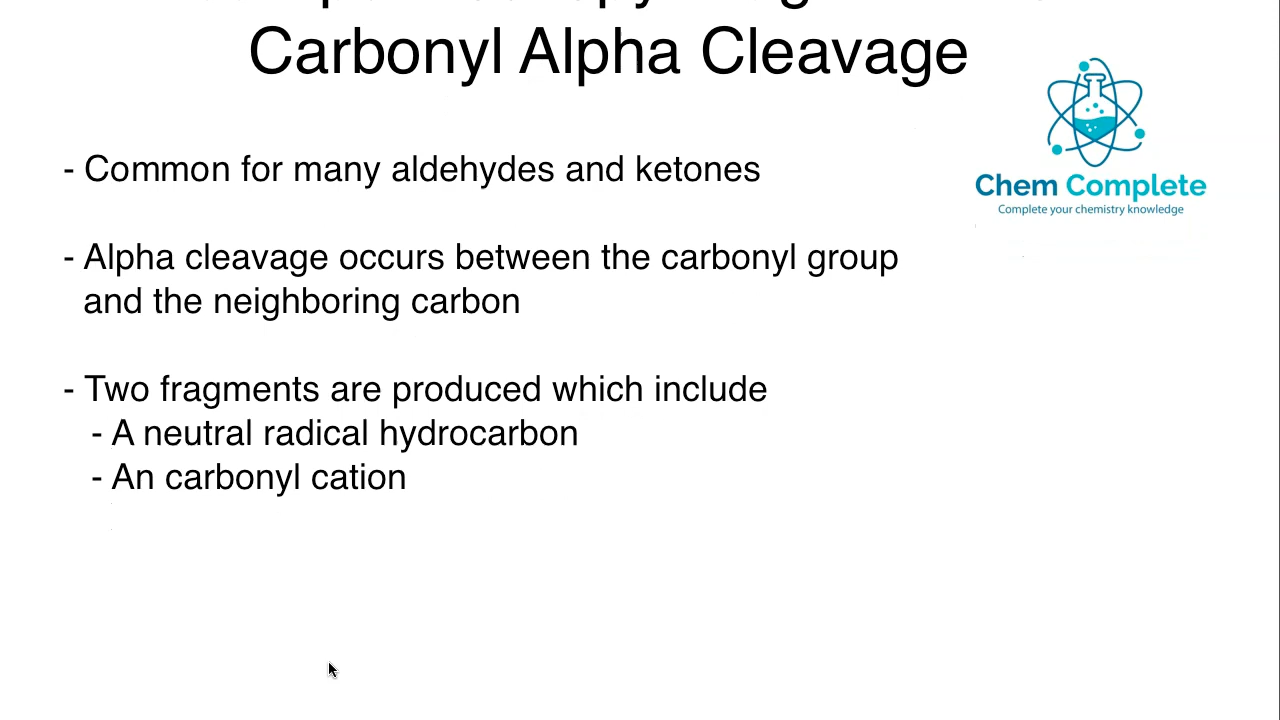 Carbonyl Alpha Cleavage
Chem Complete
Complete your chemistry knowledge
- Common for many aldehydes and ketones
- Alpha cleavage occurs between the carbonyl group
and the neighboring carbon
- Two fragments are produced which include
- A neutral radical hydrocarbon
- An carbonyl cation